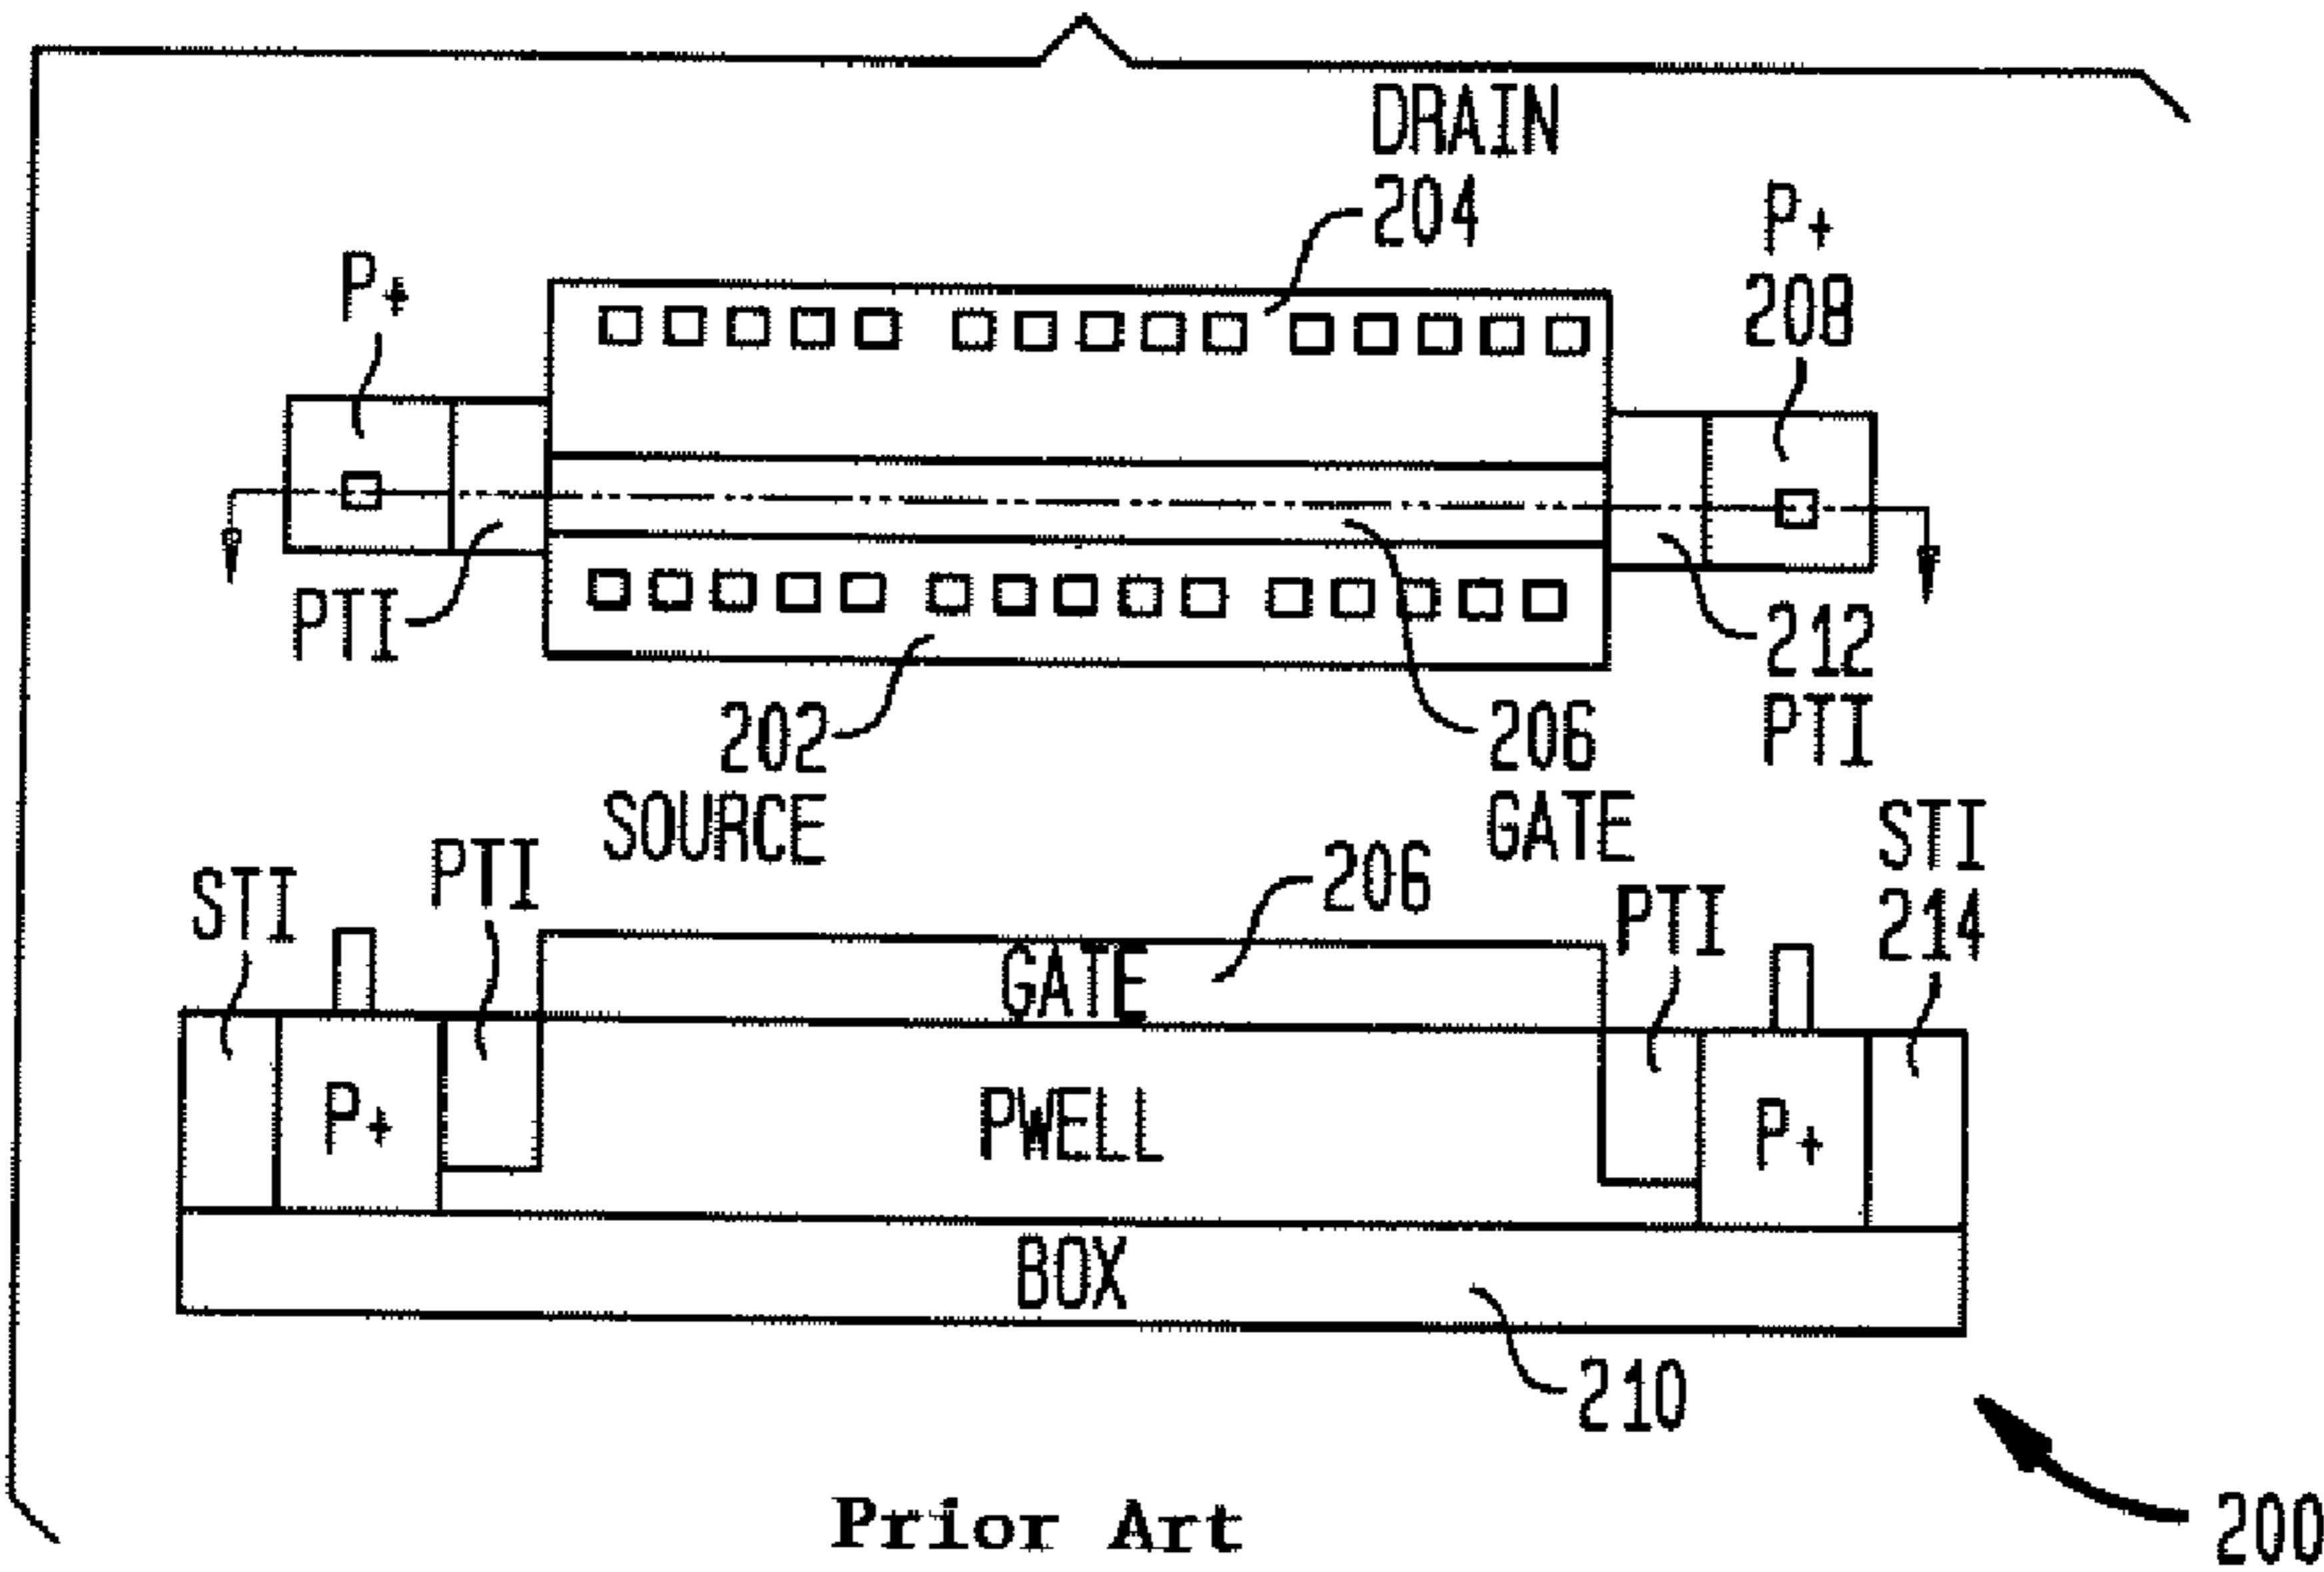 DRAIN
204
P+
208
P+
PTI
212
PTI
202
SOURCE
206
GATE
STI
PTI
206
PTI
STI
214
GATE
P+
PWELL
P+
BOX
210
200
Prior Art